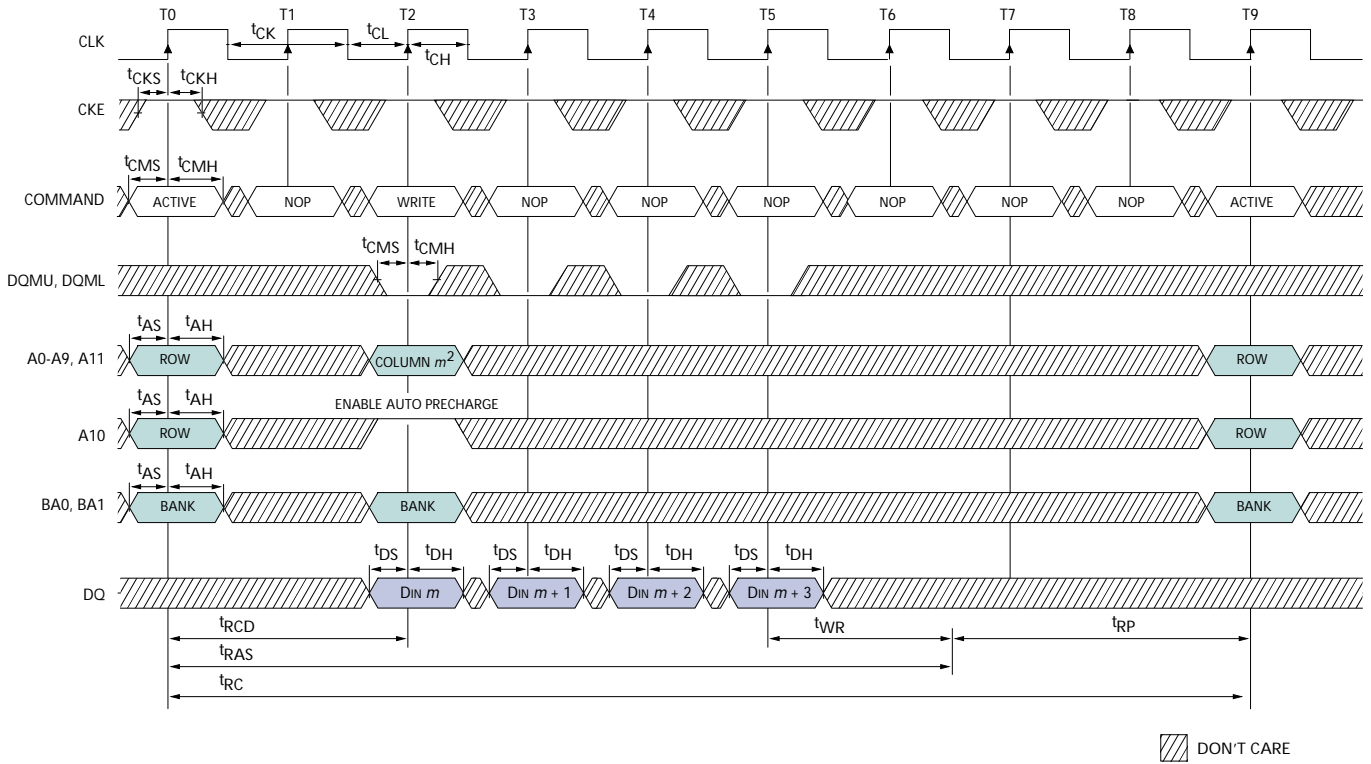 T0 T1 T2 T3 T4 T5 T6 T7 T8 T9
CLK
tCK tCL
tCH
tCKS tCKH
CKE
tCMS tCMH
COMMAND ACTIVE NOP WRITE NOP NOP NOP NOP NOP NOP ACTIVE
tCMS tCMH
DQMU, DQML
tAS tAH
A0-A9, A11 ROW COLUMN m2 ROW
tAS tAH ENABLE AUTO PRECHARGE
A10 ROW ROW
tAS tAH
BA0, BA1 BANK BANK BANK
tDS tDH tDS tDH tDS tDH tDS tDH
DQ DIN m DIN m + 1 DIN m + 2 DIN m + 3
tRCD tWR tRP
tRAS
tRC
DON'T CARE